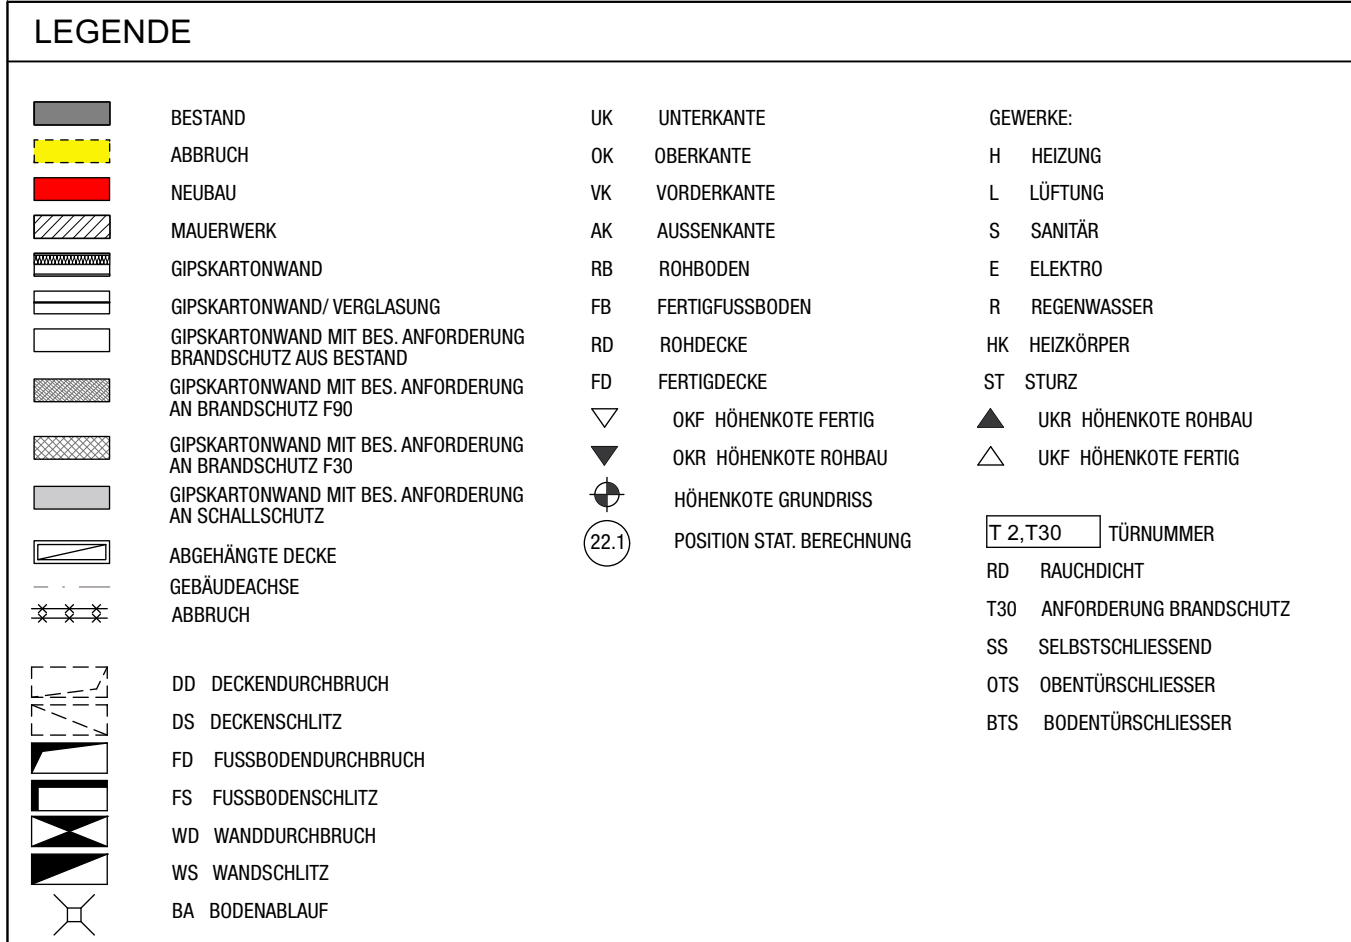 LEGENDE
BESTAND
ABBRUCH
NEUBAU
MAUERWERK
GIPSKARTONWAND
GIPSKARTONWAND/ VERGLASUNG
GIPSKARTONWAND MIT BES. ANFORDERUNG
BRANDSCHUTZ AUS BESTAND
GIPSKARTONWAND MIT BES. ANFORDERUNG
AN BRANDSCHUTZ F90
GIPSKARTONWAND MIT BES. ANFORDERUNG
AN BRANDSCHUTZ F30
GIPSKARTONWAND MIT BES. ANFORDERUNG
AN SCHALLSCHUTZ
ABGEHÄNGTE DECKE
GEBÄUDEACHSE
ABBRUCH
DD DECKENDURCHBRUCH
DS DECKENSCHLITZ
FD FUSSBODENDURCHBRUCH
FS FUSSBODENSCHLITZ
WD WANDDURCHBRUCH
WS WANDSCHLITZ
BA BODENABLAUF
UK UNTERKANTE
OK OBERKANTE
VK VORDERKANTE
AK AUSSENKANTE
RB ROHBODEN
FB FERTIGFUSSBODEN
RD ROHDECKE
FD FERTIGDECKE
OKF HÖHENKOTE FERTIG
OKR HÖHENKOTE ROHBAU
HÖHENKOTE GRUNDRISS
22.1 POSITION STAT. BERECHNUNG
GEWERKE:
H HEIZUNG
L LÜFTUNG
S SANITÄR
E ELEKTRO
R REGENWASSER
HK HEIZKÖRPER
ST STURZ
UKR HÖHENKOTE ROHBAU
UKF HÖHENKOTE FERTIG
T 2,T30 TÜRNUMMER
RD RAUCHDICHT
T30 ANFORDERUNG BRANDSCHUTZ
SS SELBSTSCHLIESSEND
OTS OBENTÜRSCHLIESSER
BTS BODENTÜRSCHLIESSER